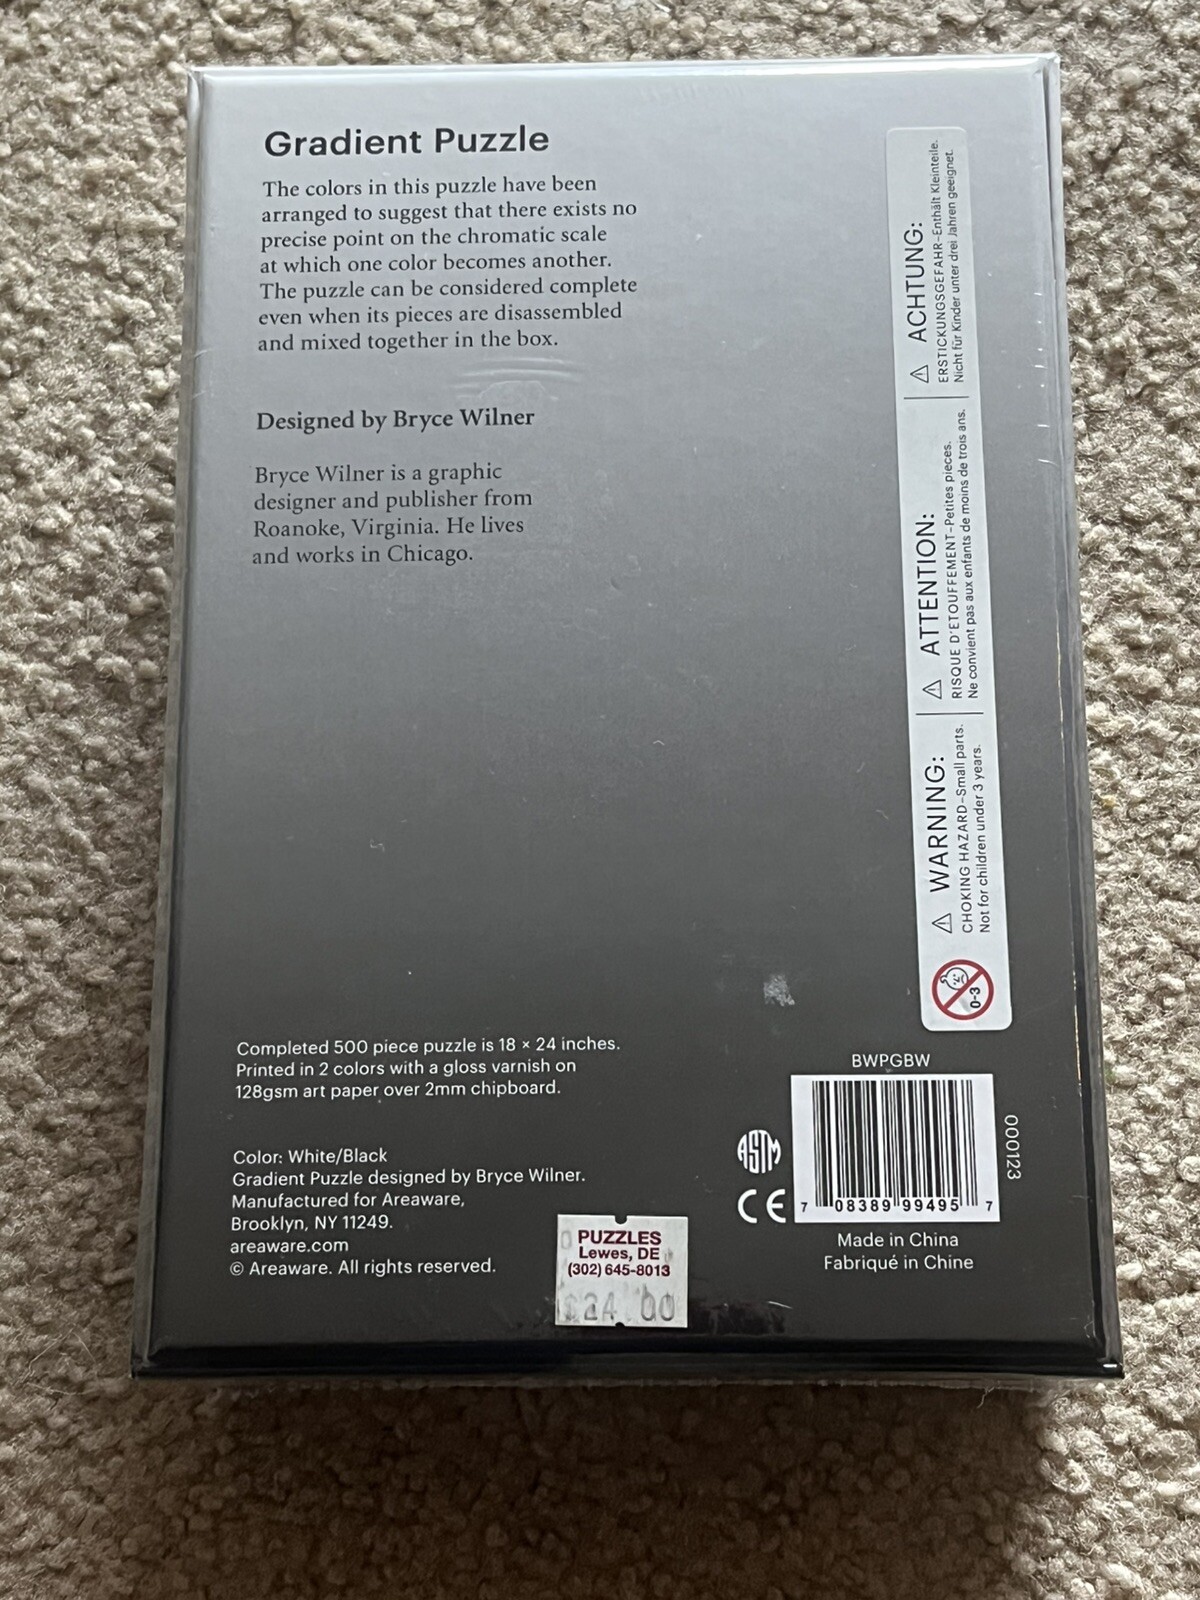 Gradient Puzzle
The colors in this puzzle have been
arranged to suggest that there exists no
precise point on the chromatic scale
at which one color becomes another.
The puzzle can be considered complete
even when its pieces are disassembled
and mixed together in the box.
Designed by Bryce Wilner
Bryce Wilner is a graphic
designer and publisher from
Roanoke, Virginia. He lives
and works in Chicago.
ACHTUNG:
ERSTICKUNGSGEFAHR–Enthält Kleinteile.
Nicht für Kinder unter drei Jahren geeignet.
ATTENTION:
RISQUE D'ETOUFFEMENT–Petites pieces.
Ne convient pas aux enfants de moins de trois ans.
WARNING:
CHOKING HAZARD–Small parts.
Not for children under 3 years.
0-3
Completed 500 piece puzzle is 18 × 24 inches.
Printed in 2 colors with a gloss varnish on
128gsm art paper over 2mm chipboard.
Color: White/Black
Gradient Puzzle designed by Bryce Wilner.
Manufactured for Areaware,
Brooklyn, NY 11249.
areaware.com
© Areaware. All rights reserved.
PUZZLES
Lewes, DE
(302) 645-8013
$24 00
BWPGBW
ASTM
CE
7 08389 99495 7
000123
Made in China
Fabriqué in Chine